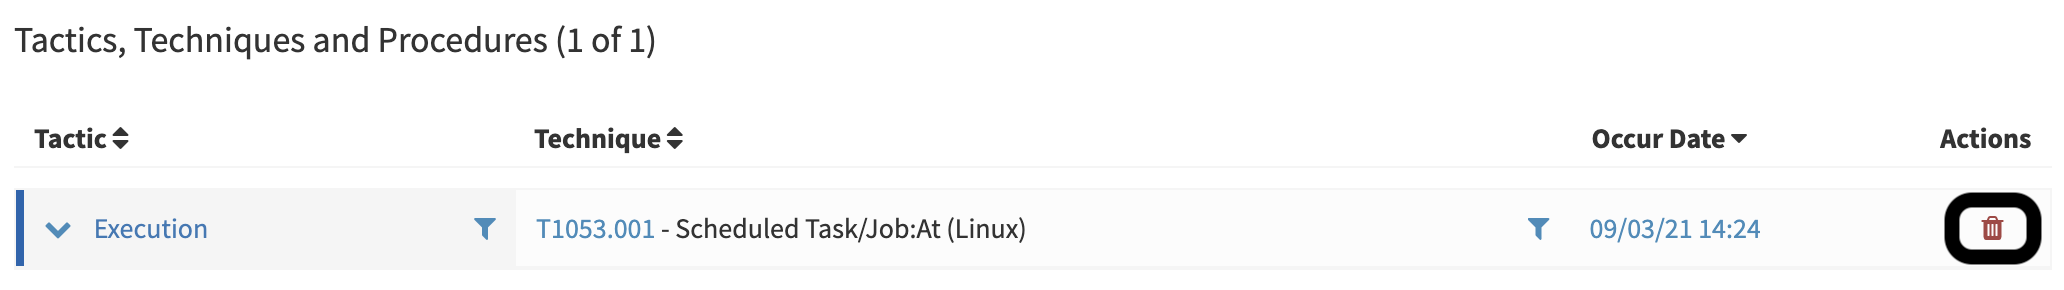 Tactics, Techniques and Procedures (1 of 1)
Tactic Technique Occur Date Actions
Execution T1053.001 - Scheduled Task/Job:At (Linux) 09/03/21 14:24